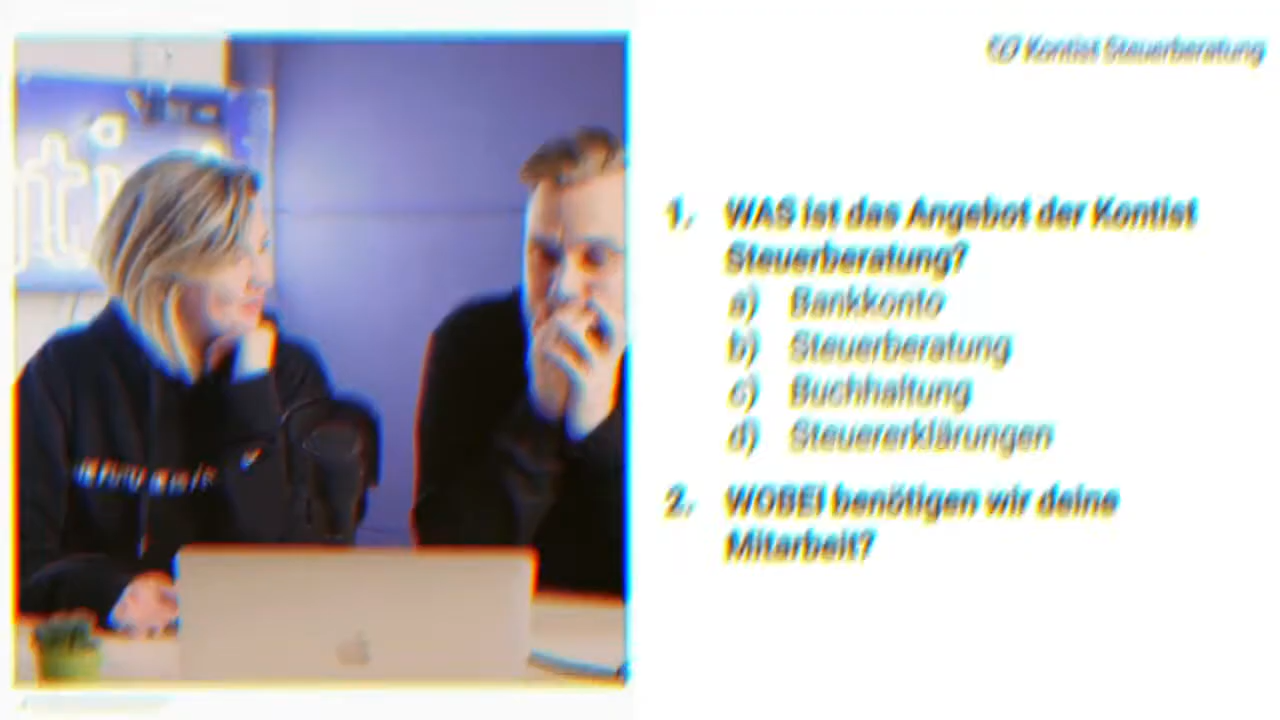 Kontist Steuerberatung
1. WAS ist das Angebot der Kontist
Steuerberatung?
a) Bankkonto
b) Steuerberatung
c) Buchhaltung
d) Steuererklärungen
2. WOBEI benötigen wir deine
Mitarbeit?